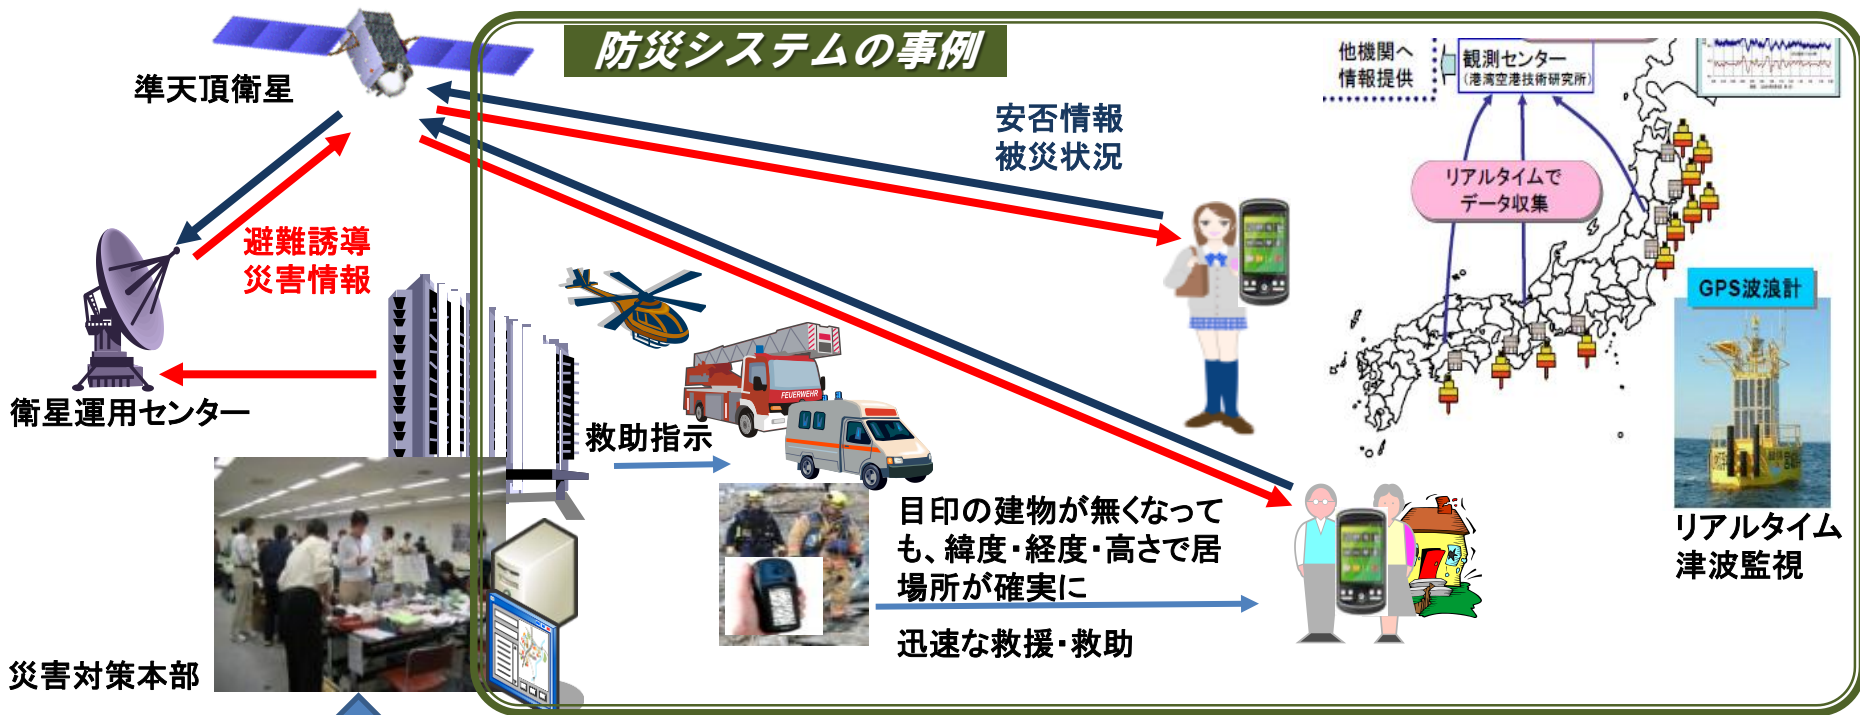 防災システムの事例
準天頂衛星
安否情報
被災状況
避難誘導
災害情報
衛星運用センター
救助指示
FEUERWEHR
目印の建物が無くなって
も、緯度・経度・高さで居
場所が確実に
迅速な救援・救助
災害対策本部
他機関へ
情報提供
観測センター
(港湾空港技術研究所)
リアルタイムで
データ収集
GPS波浪計
リアルタイム
津波監視